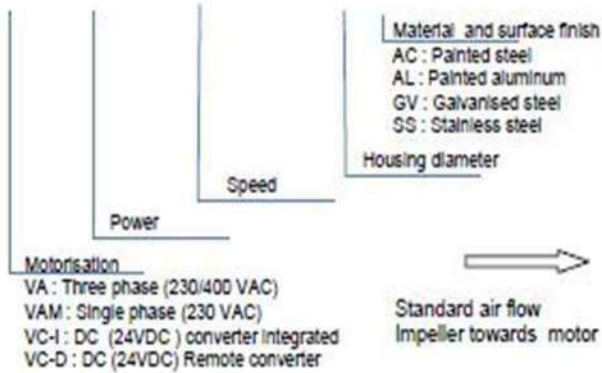 Material and surface finish
AC : Painted steel
AL : Painted aluminum
GV : Galvanised steel
SS : Stainless steel
Housing diameter
Speed
Power
Motorisation
VA : Three phase (230/400 VAC)
VAM : Single phase (230 VAC)
VC-I : DC (24VDC ) converter integrated
VC-D : DC (24VDC) Remote converter
Standard air flow
Impeller towards motor